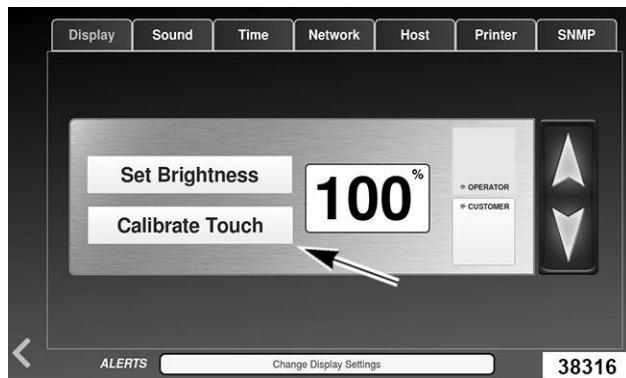 Display Sound Time Network Host Printer SNMP
Set Brightness
100%
OPERATOR
CUSTOMER
Calibrate Touch
ALERTS Change Display Settings
38316